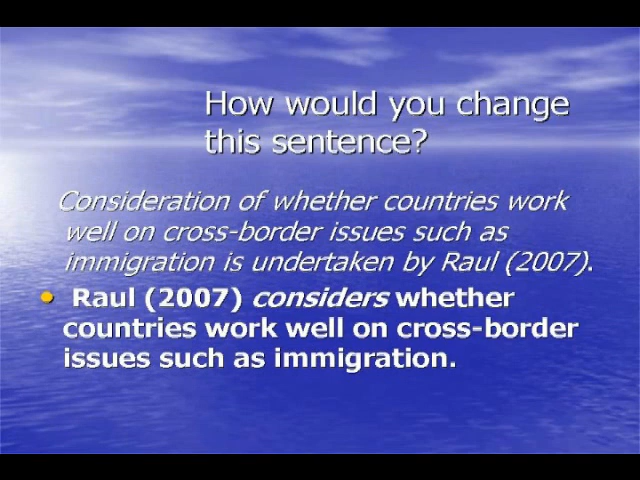 How would you change
this sentence?
Consideration of whether countries work
well on cross-border issues such as
immigration is undertaken by Raul (2007).
• Raul (2007) considers whether
countries work well on cross-border
issues such as immigration.